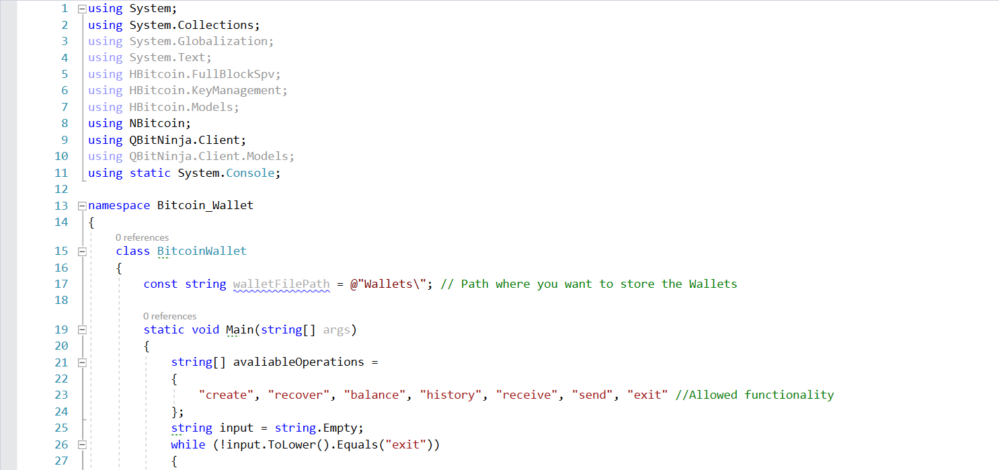 1 using System;
2 using System.Collections;
3 using System.Globalization;
4 using System.Text;
5 using HBitcoin.FullBlockSpv;
6 using HBitcoin.KeyManagement;
7 using HBitcoin.Models;
8 using NBitcoin;
9 using QBitNinja.Client;
10 using QBitNinja.Client.Models;
11 using static System.Console;
12
13 namespace Bitcoin_Wallet
14 {
0 references
15 class BitcoinWallet
16 {
17 const string walletFilePath = @"Wallets\"; // Path where you want to store the Wallets
18
0 references
19 static void Main(string[] args)
20 {
21 string[] avaliableOperations =
22 {
23 "create", "recover", "balance", "history", "receive", "send", "exit" //Allowed functionality
24 };
25 string input = string.Empty;
26 while (!input.ToLower().Equals("exit"))
27 {